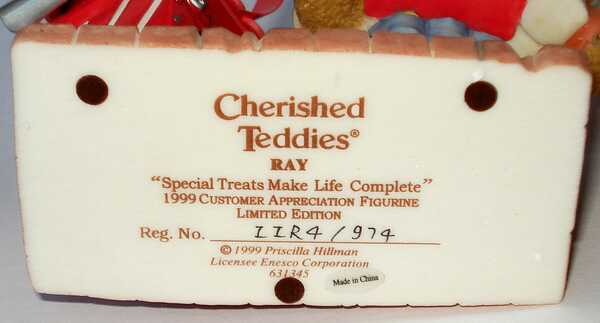 Cherished
Teddies®
RAY
"Special Treats Make Life Complete"
1999 CUSTOMER APPRECIATION FIGURINE
LIMITED EDITION
Reg. No. IIR4/974
© 1999 Priscilla Hillman
Licensee Enesco Corporation
631345
Made in China